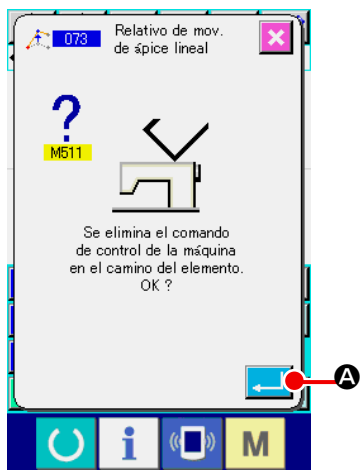 073
Relativo de mov.
de ápice lineal
?
M511
Se elimina el comando
de control de la máquina
en el camino del elemento.
OK ?
A
i
M